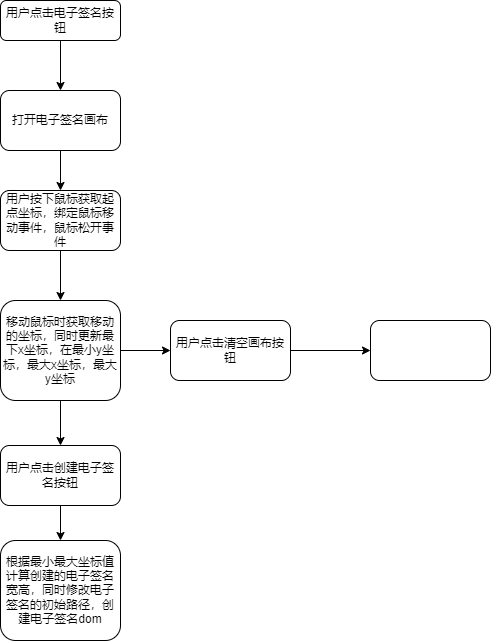 用户点击电子签名按
钮
打开电子签名画布
用户按下鼠标获取起
点坐标，绑定鼠标移
动事件，鼠标松开事
件
移动鼠标时获取移动
的坐标，同时更新最
下x坐标，在最小y坐
标，最大x坐标，最大
y坐标
用户点击清空画布按
钮
用户点击创建电子签
名按钮
根据最小最大坐标值
计算创建的电子签名
宽高，同时修改电子
签名的初始路径，创
建电子签名dom